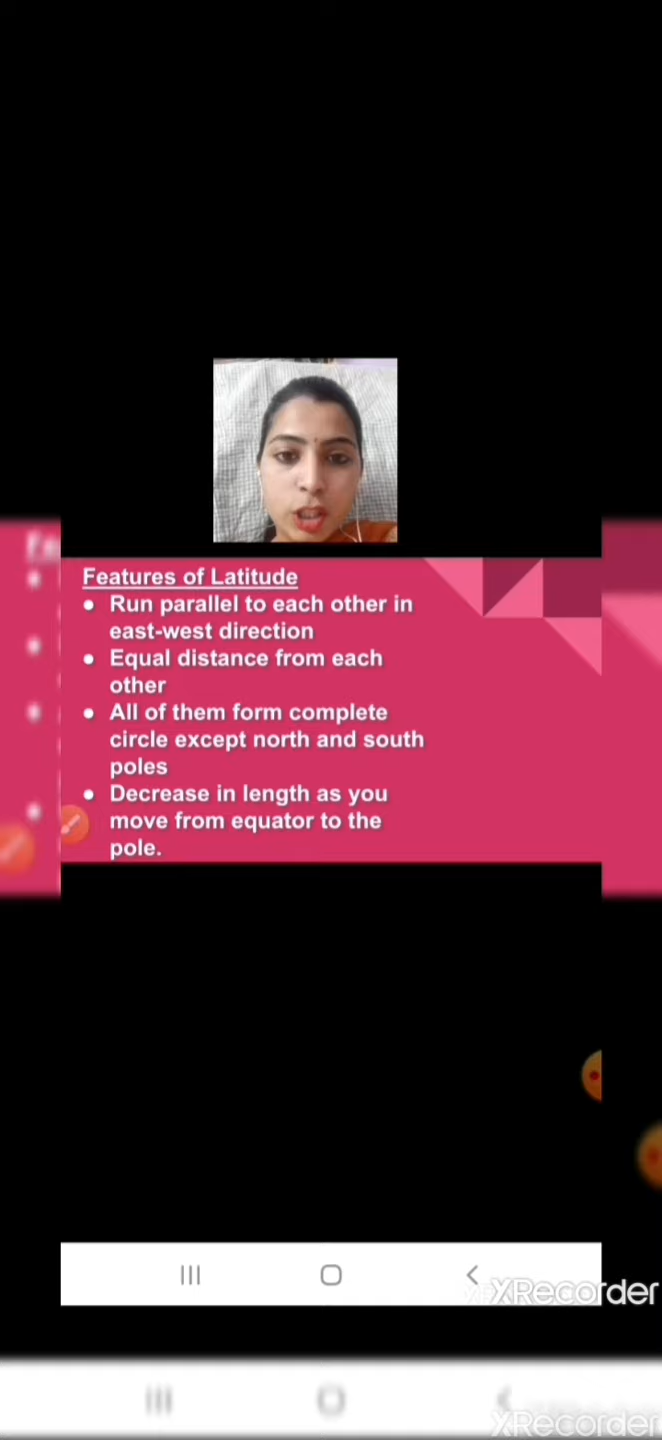 Features of Latitude
● Run parallel to each other in
east-west direction
● Equal distance from each
other
● All of them form complete
circle except north and south
poles
● Decrease in length as you
move from equator to the
pole.
XRecorder
XRecorder